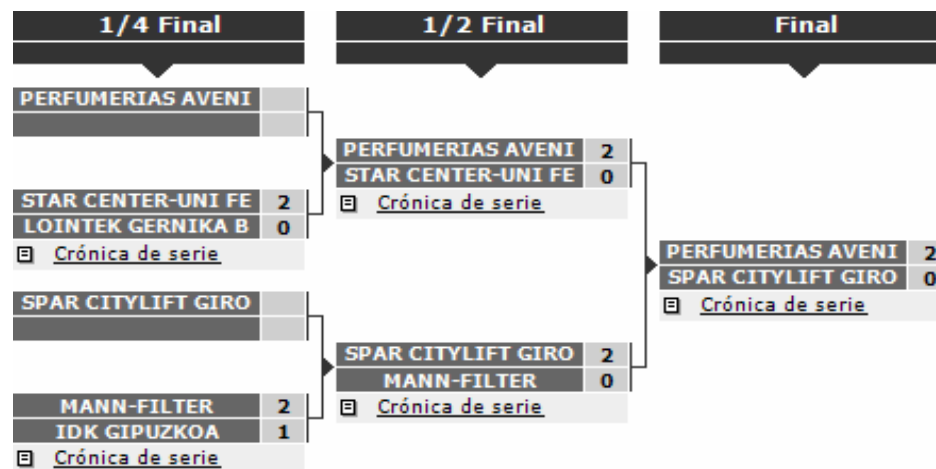 1/4 Final
PERFUMERIAS AVENI
STAR CENTER-UNI FE 2
LOINTEK GERNIKA B 0
Crónica de serie
SPAR CITYLIFT GIRO
MANN-FILTER 2
IDK GIPUZKOA 1
Crónica de serie
1/2 Final
PERFUMERIAS AVENI 2
STAR CENTER-UNI FE 0
Crónica de serie
SPAR CITYLIFT GIRO 2
MANN-FILTER 0
Crónica de serie
Final
PERFUMERIAS AVENI 2
SPAR CITYLIFT GIRO 0
Crónica de serie